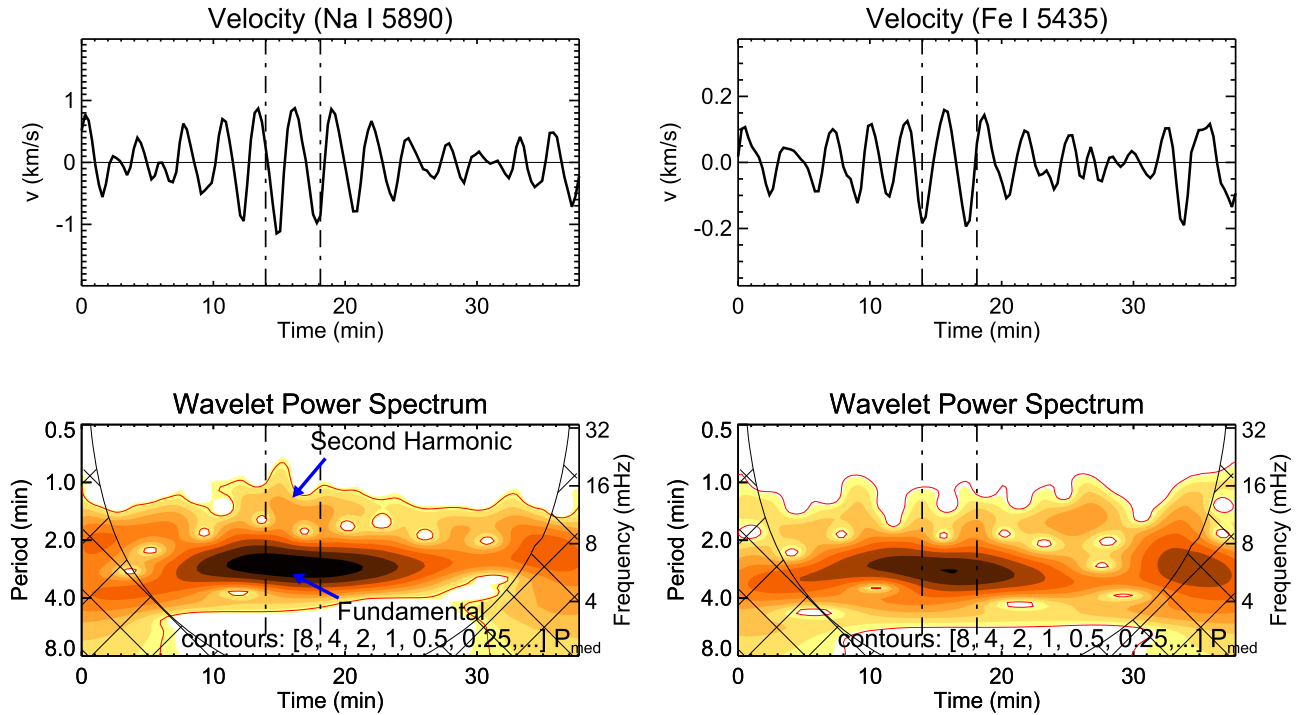 Velocity (Na I 5890)
v (km/s)
1
0
-1
0 10 20 30
Time (min)
Velocity (Fe I 5435)
v (km/s)
0.2
0.0
-0.2
0 10 20 30
Time (min)
Wavelet Power Spectrum
Period (min)
0.5
1.0
2.0
4.0
8.0
Second Harmonic
Fundamental
contours: [8, 4, 2, 1, 0.5, 0.25,...] Pmed
32
16
8
4
Frequency (mHz)
0 10 20 30
Time (min)
Wavelet Power Spectrum
Period (min)
0.5
1.0
2.0
4.0
8.0
contours: [8, 4, 2, 1, 0.5, 0.25,...] Pmed
32
16
8
4
Frequency (mHz)
0 10 20 30
Time (min)